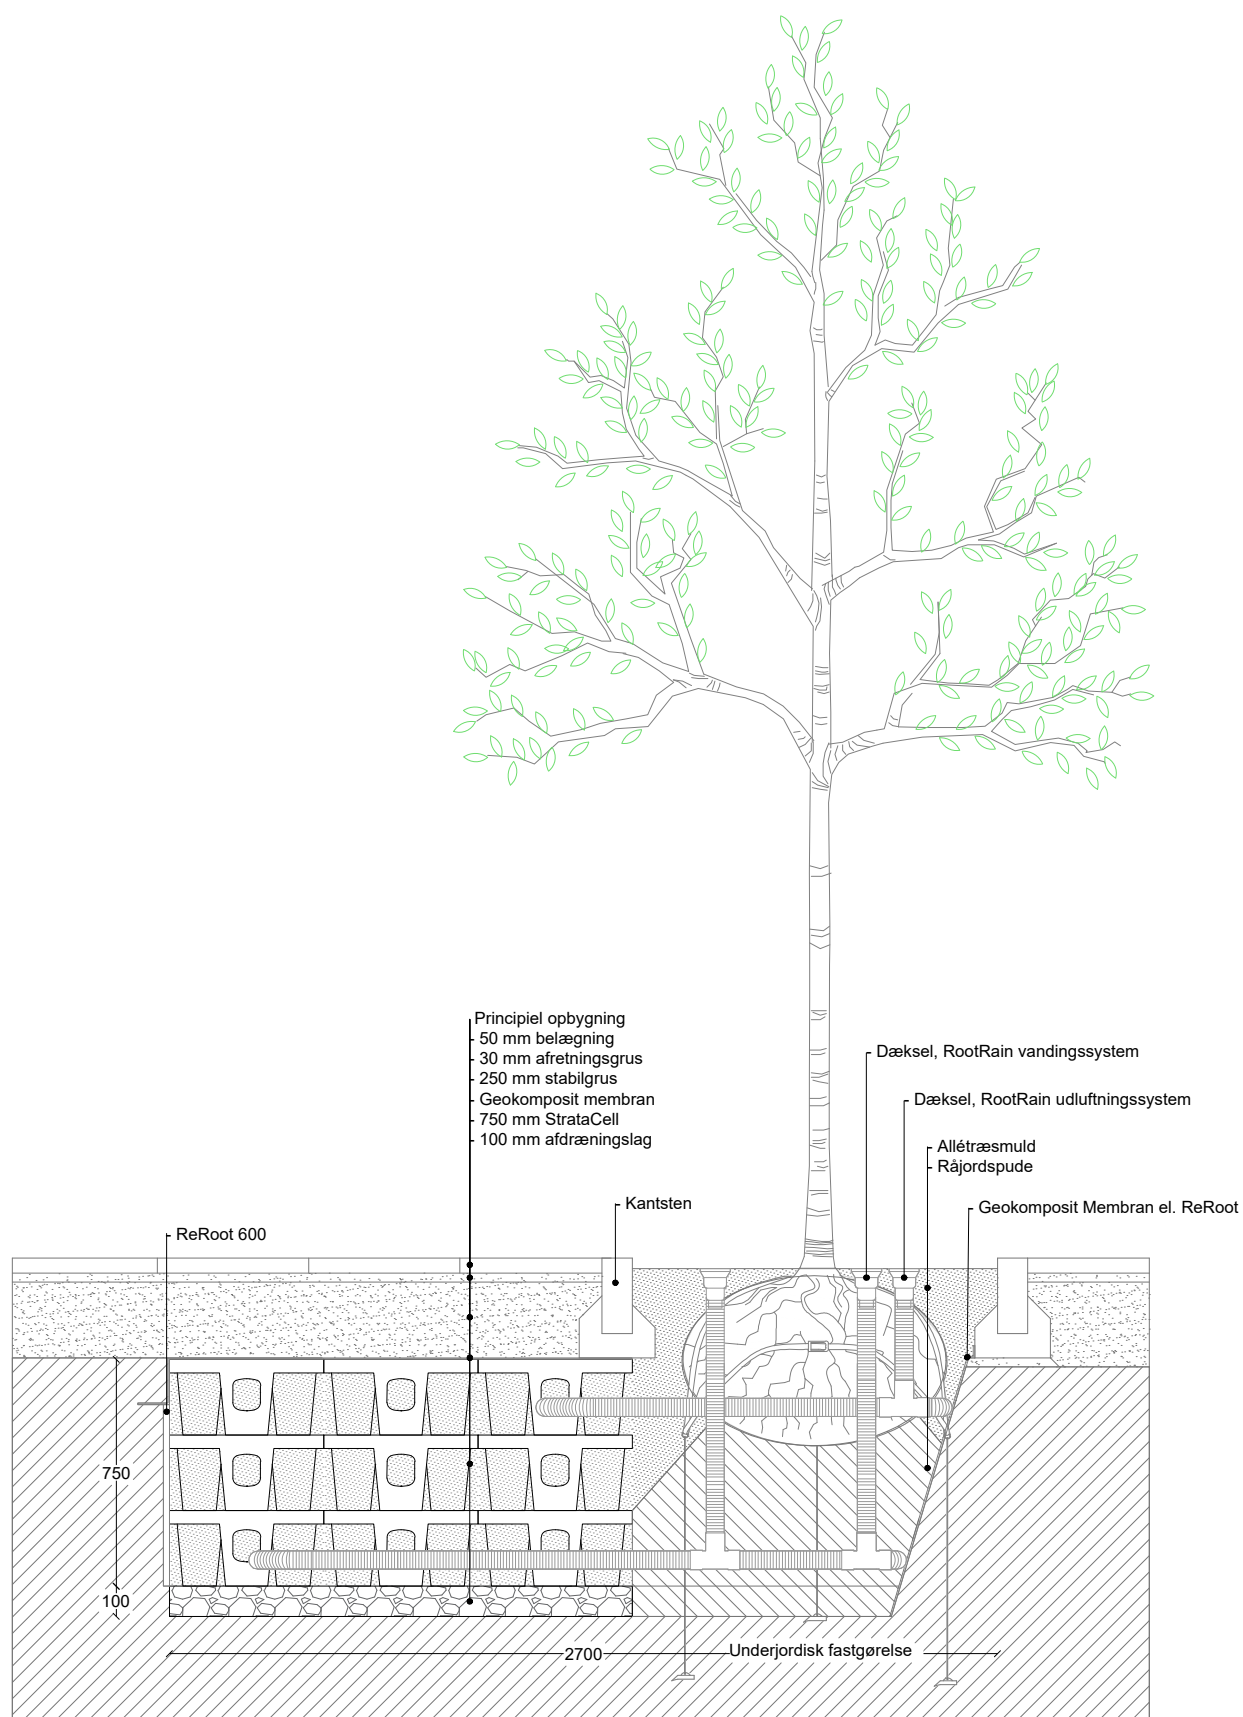 Principiel opbygning
50 mm belægning
30 mm afretningsgrus
250 mm stabilgrus
Geokomposit membran
750 mm StrataCell
100 mm afdræningslag
Dæksel, RootRain vandingssystem
Dæksel, RootRain udluftningssystem
Allétræsmuld
Råjordspude
Kantsten
Geokomposit Membran el. ReRoot
ReRoot 600
750
100
2700
Underjordisk fastgørelse